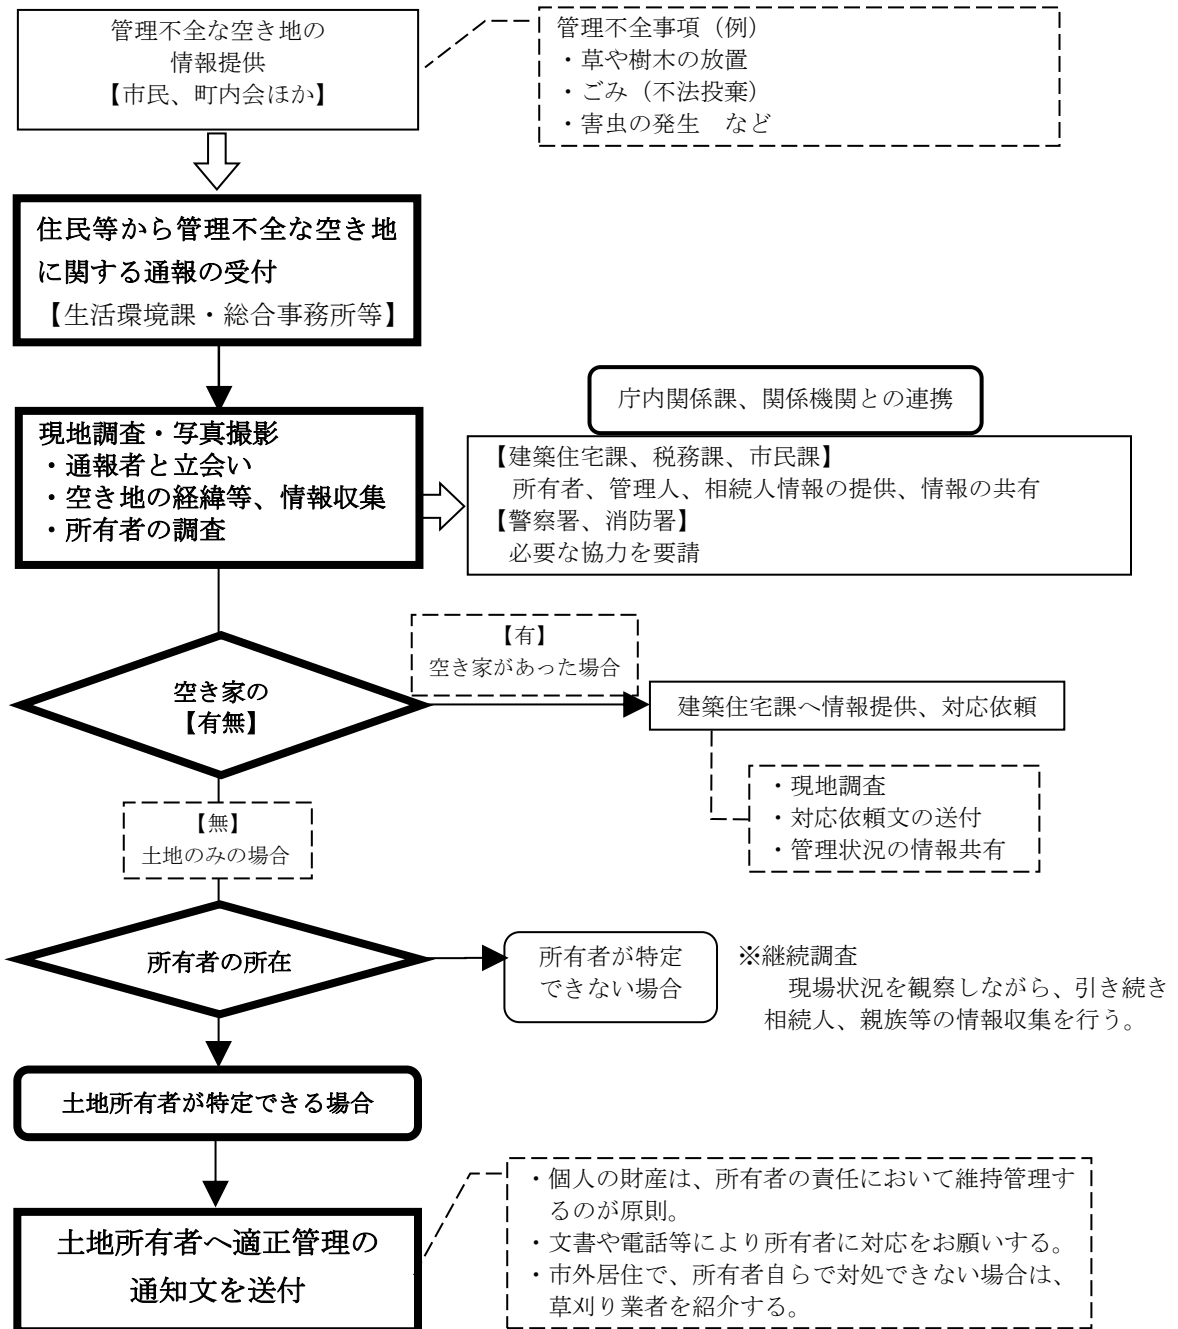 管理不全な空き地の
情報提供
【市民、町内会ほか】
管理不全事項（例）
・草や樹木の放置
・ごみ（不法投棄）
・害虫の発生　など
住民等から管理不全な空き地
に関する通報の受付
【生活環境課・総合事務所等】
現地調査・写真撮影
・通報者と立会い
・空き地の経緯等、情報収集
・所有者の調査
庁内関係課、関係機関との連携
【建築住宅課、税務課、市民課】
所有者、管理人、相続人情報の提供、情報の共有
【警察署、消防署】
必要な協力を要請
空き家の
【有無】
【有】
空き家があった場合
建築住宅課へ情報提供、対応依頼
・現地調査
・対応依頼文の送付
・管理状況の情報共有
【無】
土地のみの場合
所有者の所在
所有者が特定
できない場合
※継続調査
現場状況を観察しながら、引き続き
相続人、親族等の情報収集を行う。
土地所有者が特定できる場合
土地所有者へ適正管理の
通知文を送付
・個人の財産は、所有者の責任において維持管理す
るのが原則。
・文書や電話等により所有者に対応をお願いする。
・市外居住で、所有者自らで対処できない場合は、
草刈り業者を紹介する。